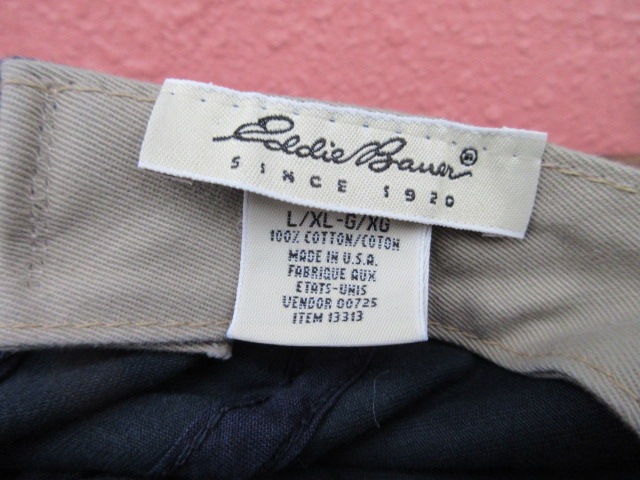 Eddie Bauer®
SINCE 1920
L/XL-G/XG
100% COTTON/COTON
MADE IN U.S.A.
FABRIQUE AUX
ETATS-UNIS
VENDOR 00725
ITEM 13313